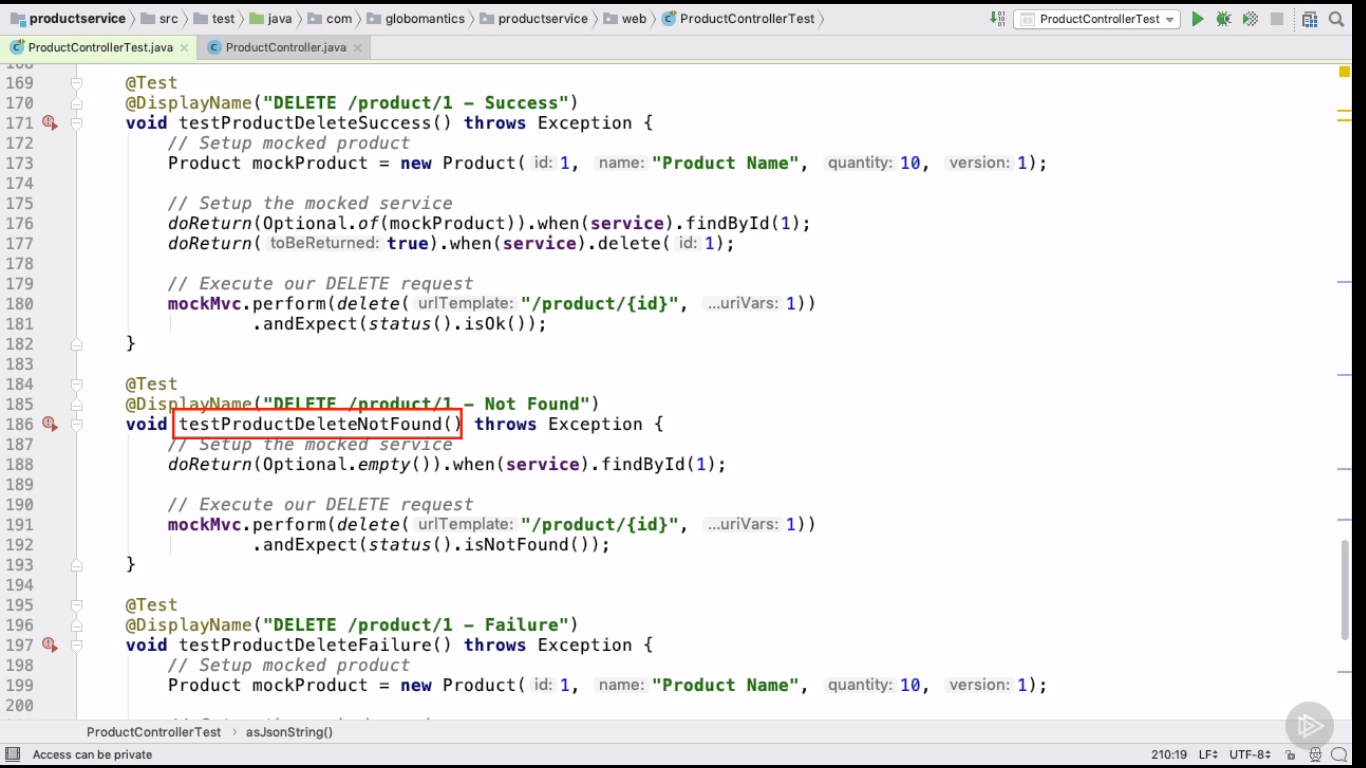 productservice src test java com globomantics productservice web ProductControllerTest ProductControllerTest
ProductControllerTest.java ProductController.java
168
169 @Test
170 @DisplayName("DELETE /product/1 – Success")
171 void testProductDeleteSuccess() throws Exception {
172 // Setup mocked product
173 Product mockProduct = new Product( id: 1, name: "Product Name", quantity: 10, version: 1);
174
175 // Setup the mocked service
176 doReturn(Optional.of(mockProduct)).when(service).findById(1);
177 doReturn( toBeReturned: true).when(service).delete( id: 1);
178
179 // Execute our DELETE request
180 mockMvc.perform(delete( urlTemplate: "/product/{id}", ...uriVars: 1))
181 .andExpect(status().isOk());
182 }
183
184 @Test
185 @DisplayName("DELETE /product/1 – Not Found")
186 void testProductDeleteNotFound() throws Exception {
187 // Setup the mocked service
188 doReturn(Optional.empty()).when(service).findById(1);
189
190 // Execute our DELETE request
191 mockMvc.perform(delete( urlTemplate: "/product/{id}", ...uriVars: 1))
192 .andExpect(status().isNotFound());
193 }
194
195 @Test
196 @DisplayName("DELETE /product/1 – Failure")
197 void testProductDeleteFailure() throws Exception {
198 // Setup mocked product
199 Product mockProduct = new Product( id: 1, name: "Product Name", quantity: 10, version: 1);
200
ProductControllerTest › asJsonString()
Access can be private 210:19 LF UTF-8